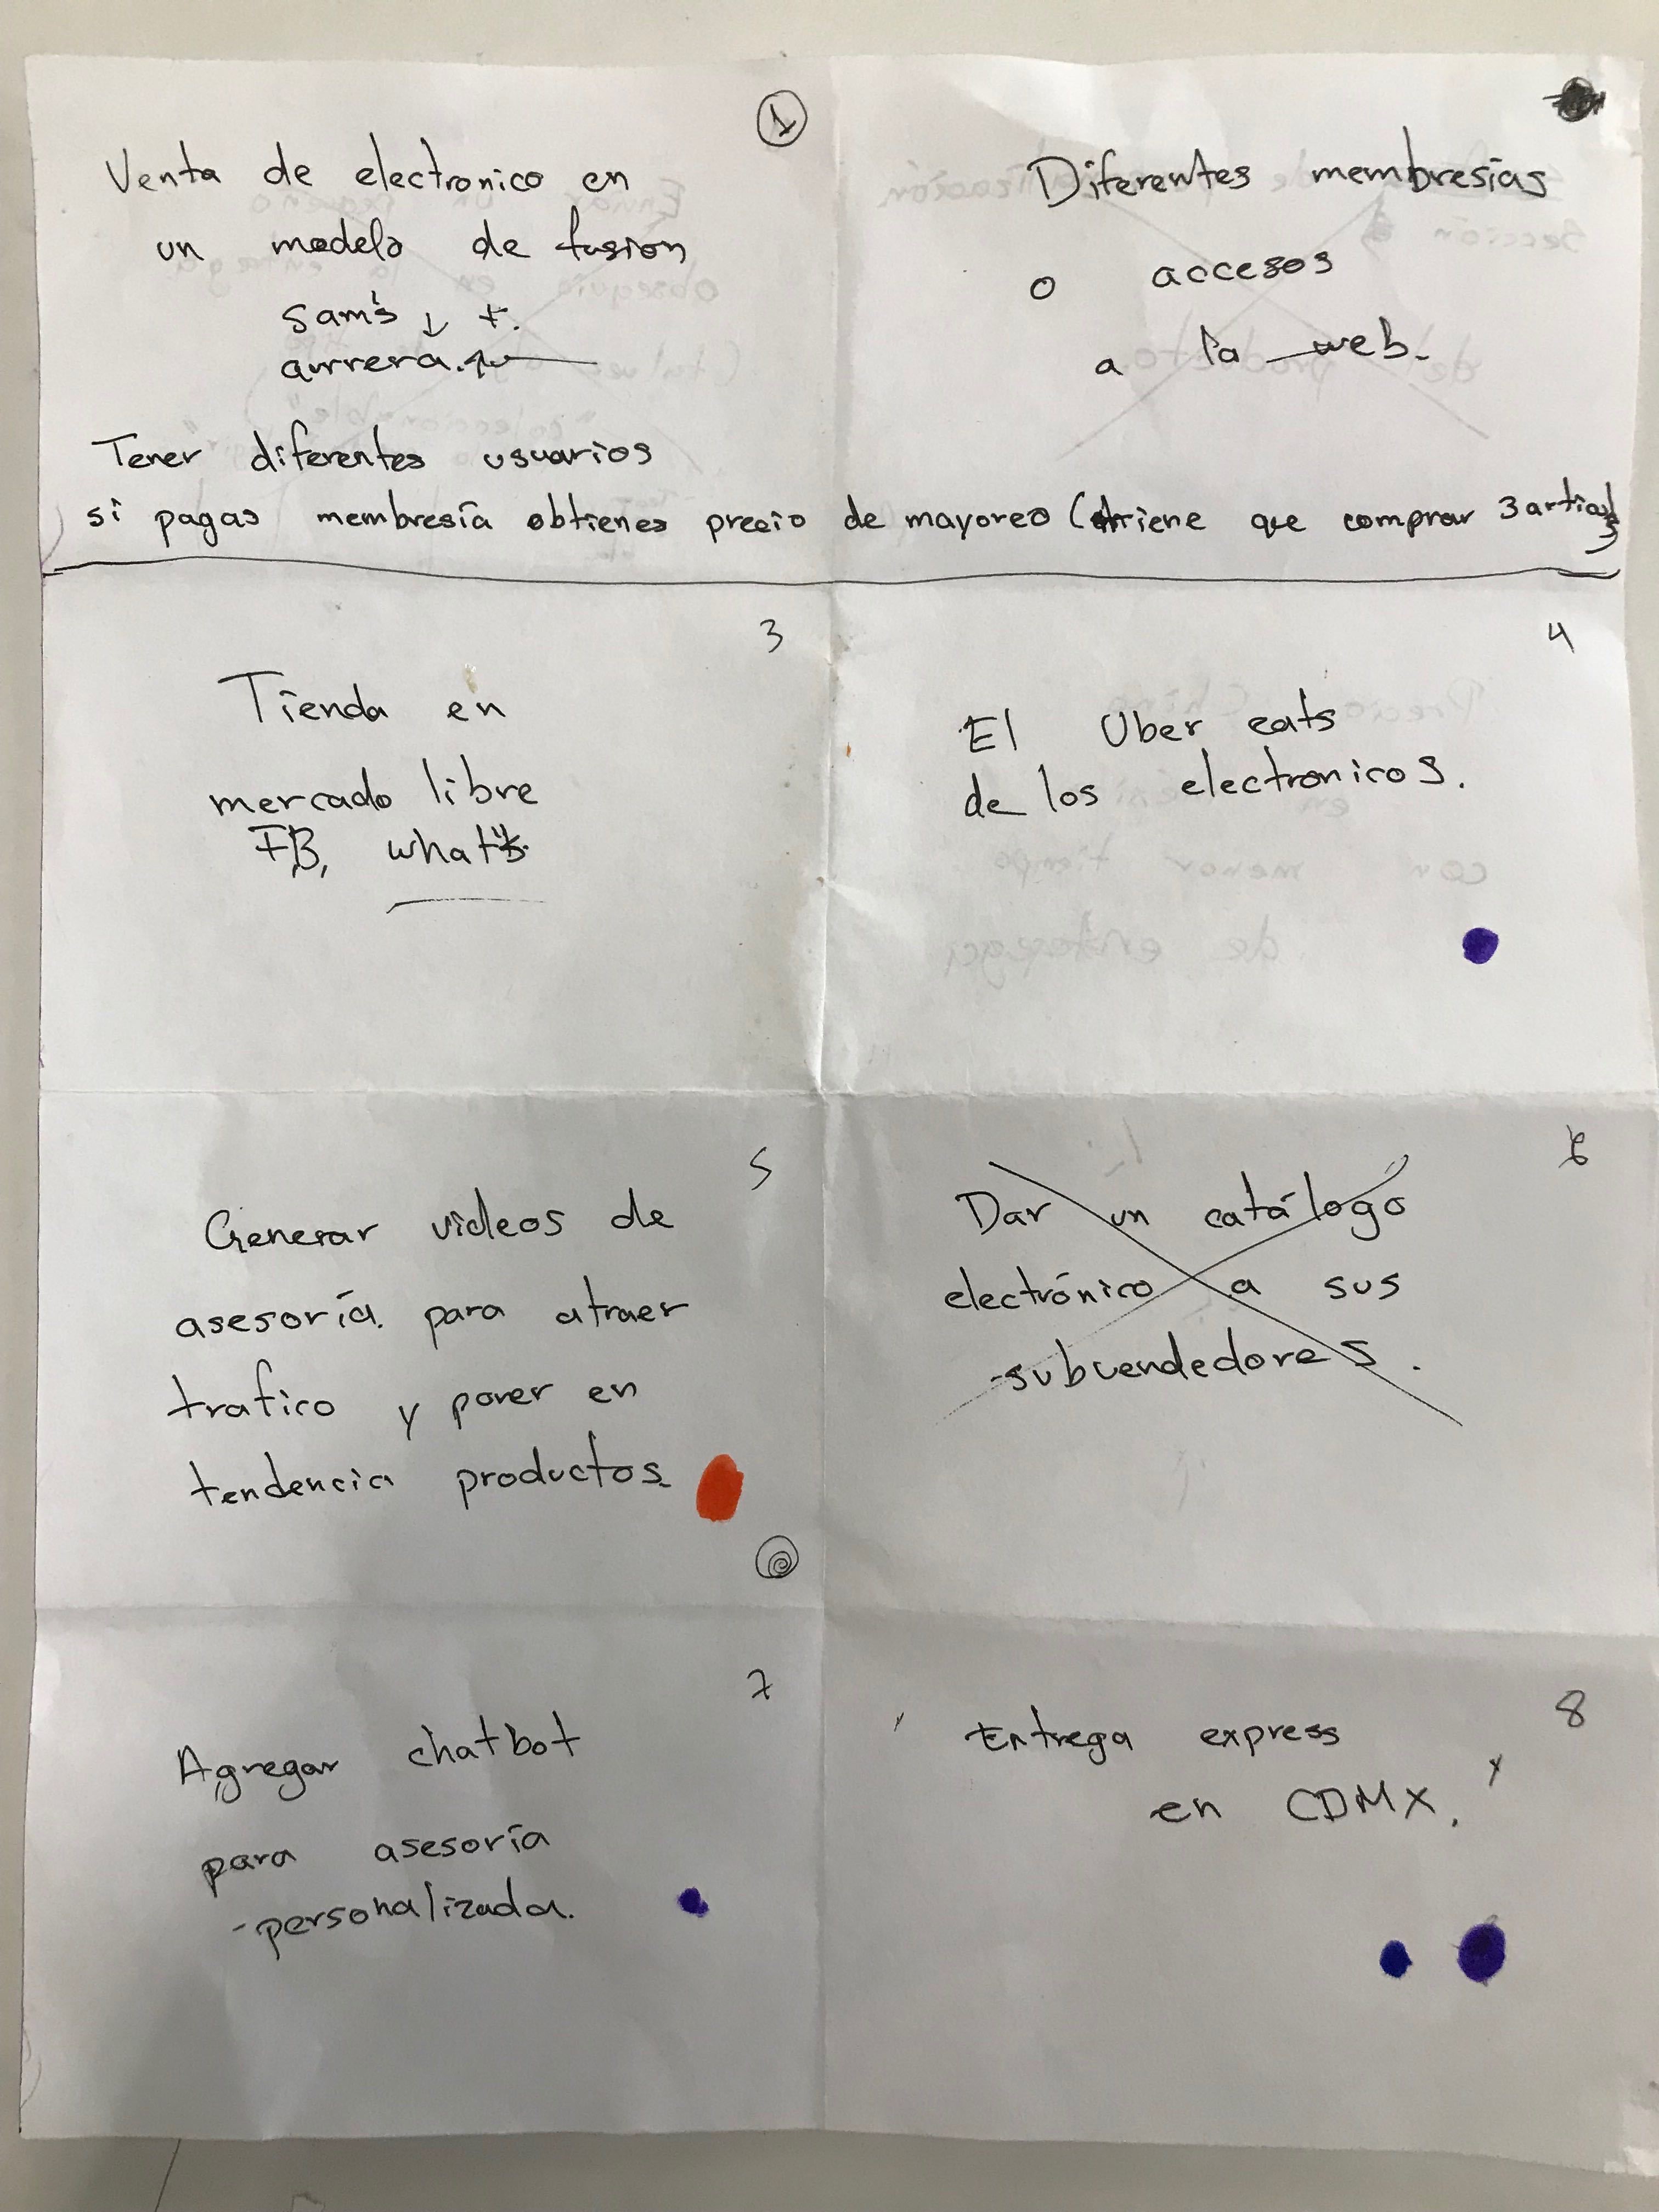 1
Venta de electronico en
un modelo de fusion
Sam's ↓ +.
aurrera.
Diferentes membresías
o accesos
a la web.
Tener diferentes usuarios
si pagas membresía obtienes precio de mayoreo ( tiene que comprar 3
3
Tienda en
mercado libre
FB, what's.
4
El Uber eats
de los electronicos.
5
Generar videos de
asesoría. para atraer
trafico y poner en
tendencia productos.
6
Dar un catálogo
electrónico a sus
subvendedores.
7
Agregar chatbot
para asesoría
-personalizada.
8
Entrega express
en CDMX.